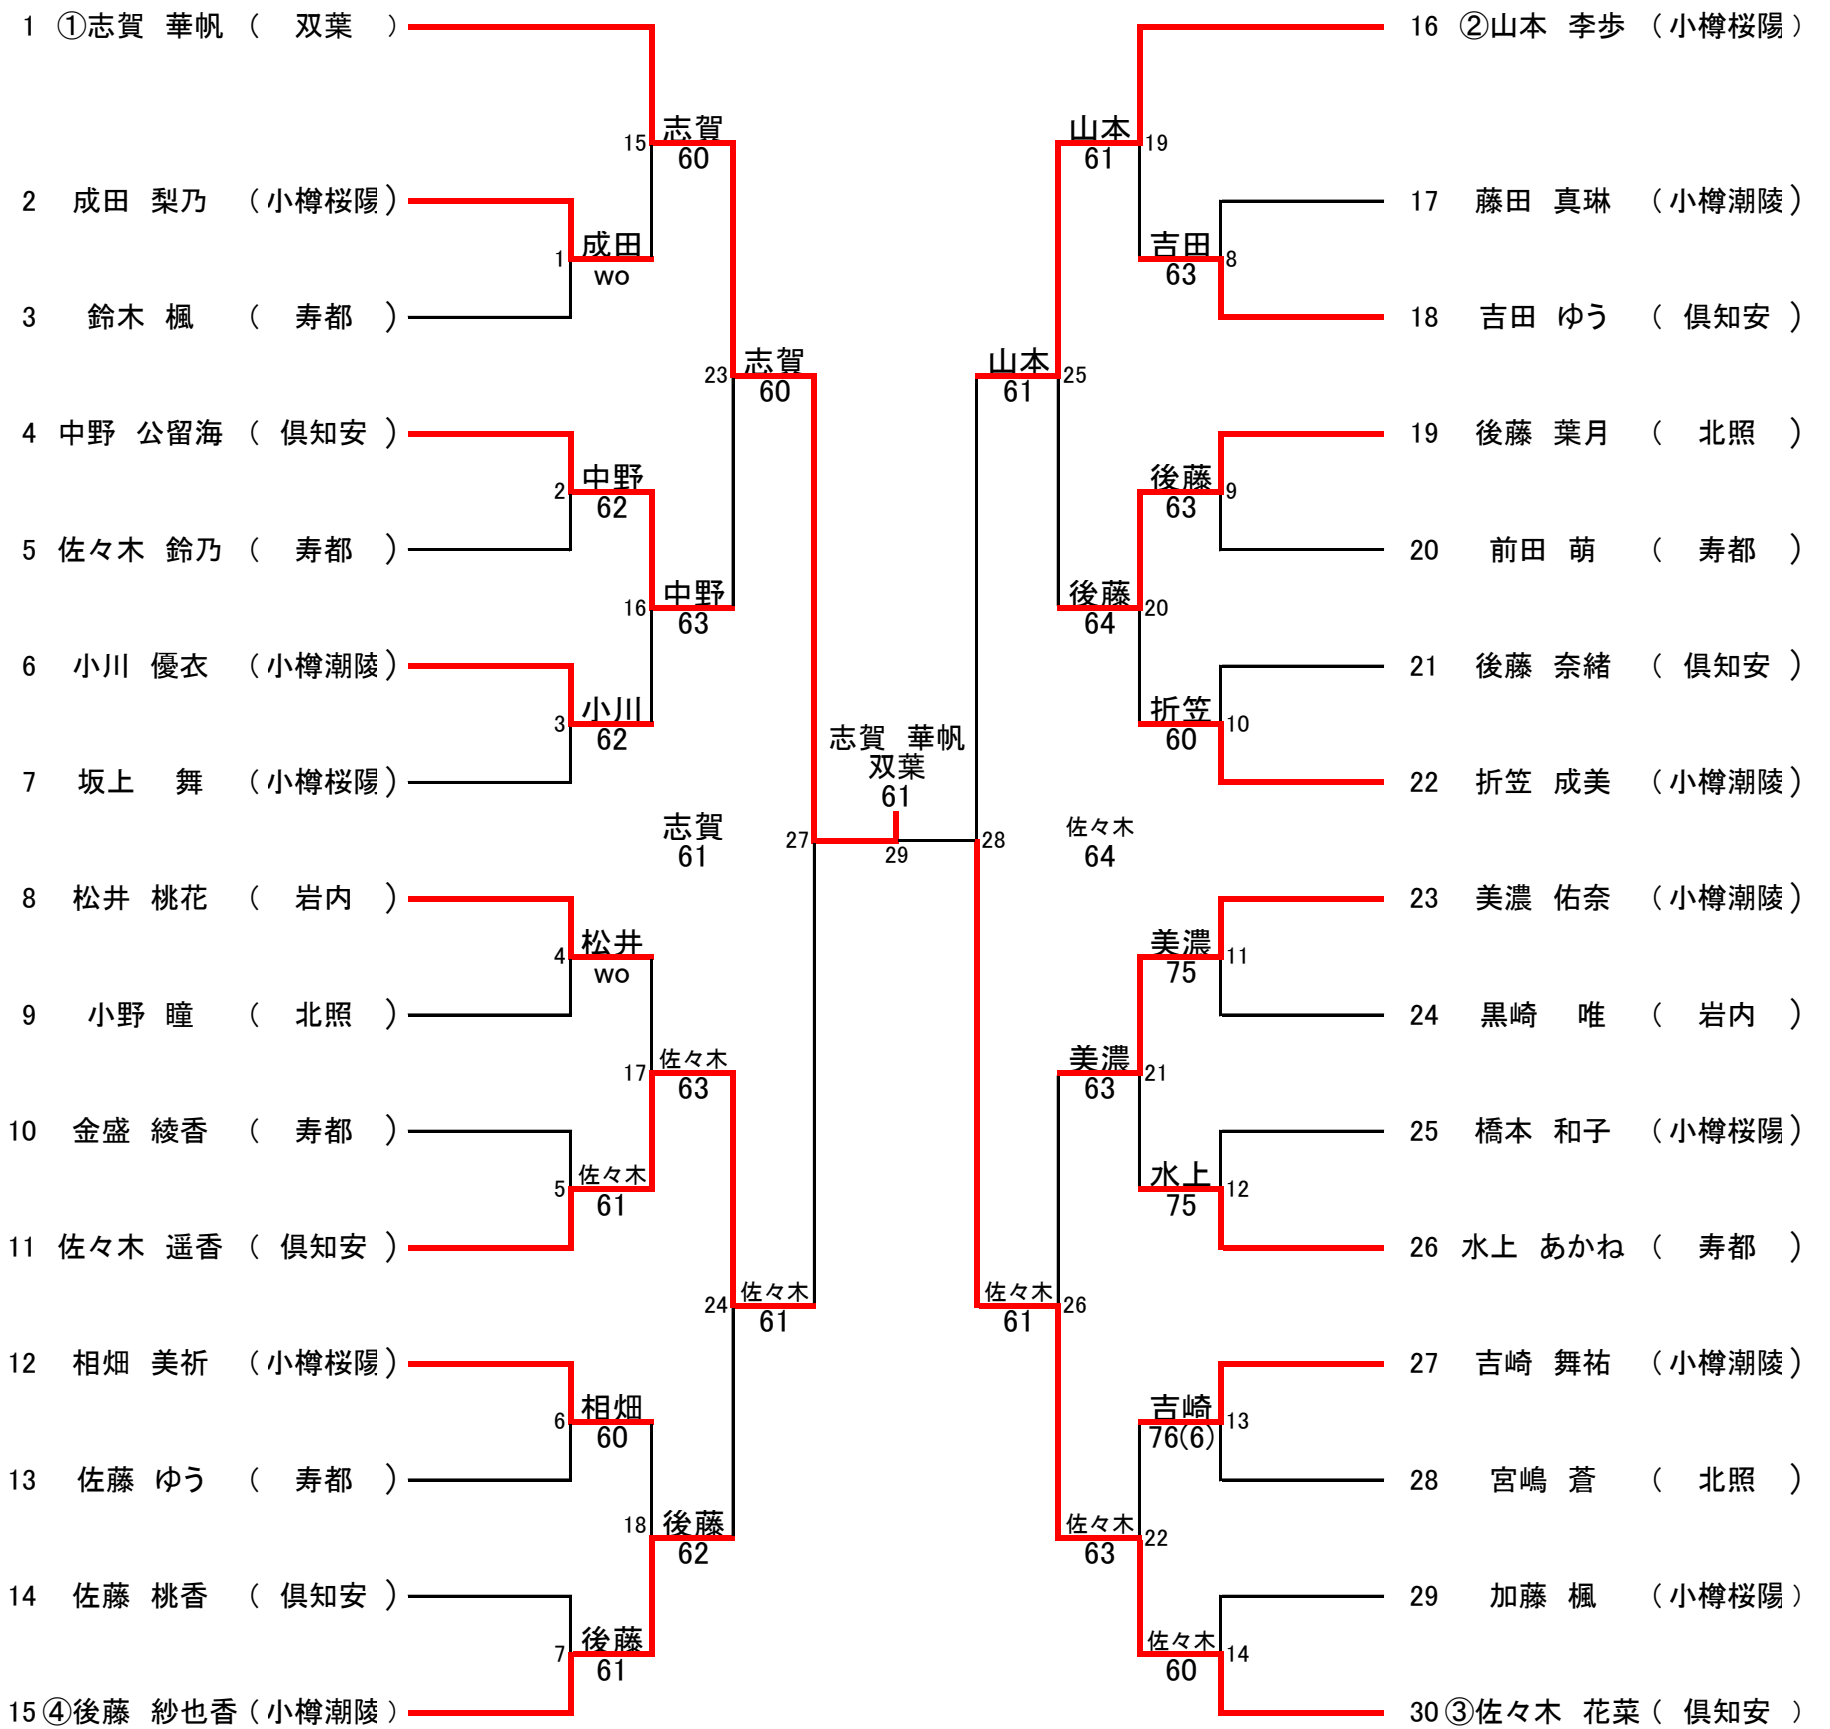 1 ①志賀 華帆 ( 双葉 )
2 成田 梨乃 (小樽桜陽)
3 鈴木 楓 ( 寿都 )
4 中野 公留海 ( 倶知安 )
5 佐々木 鈴乃 ( 寿都 )
6 小川 優衣 (小樽潮陵)
7 坂上 舞 (小樽桜陽)
8 松井 桃花 ( 岩内 )
9 小野 瞳 ( 北照 )
10 金盛 綾香 ( 寿都 )
11 佐々木 遥香 ( 倶知安 )
12 相畑 美祈 (小樽桜陽)
13 佐藤 ゆう ( 寿都 )
14 佐藤 桃香 ( 倶知安 )
15 ④後藤 紗也香 (小樽潮陵)
1
成田
wo
2
中野
62
3
小川
62
4
松井
wo
5
佐々木
61
6
相畑
60
7
後藤
61
15
志賀
60
16
中野
63
17
佐々木
63
18
後藤
62
23
志賀
60
24
佐々木
61
志賀
61
27
志賀 華帆
双葉
61
29
28
佐々木
64
山本
61
25
佐々木
61
26
山本
61
19
後藤
64
20
美濃
63
21
佐々木
63
22
吉田
63
8
後藤
63
9
折笠
60
10
美濃
75
11
水上
75
12
吉崎
76(6)
13
佐々木
60
14
16 ②山本 李歩 (小樽桜陽)
17 藤田 真琳 (小樽潮陵)
18 吉田 ゆう ( 倶知安 )
19 後藤 葉月 ( 北照 )
20 前田 萌 ( 寿都 )
21 後藤 奈緒 ( 倶知安 )
22 折笠 成美 (小樽潮陵)
23 美濃 佑奈 (小樽潮陵)
24 黒崎 唯 ( 岩内 )
25 橋本 和子 (小樽桜陽)
26 水上 あかね ( 寿都 )
27 吉崎 舞祐 (小樽潮陵)
28 宮嶋 蒼 ( 北照 )
29 加藤 楓 (小樽桜陽)
30 ③佐々木 花菜 ( 倶知安 )